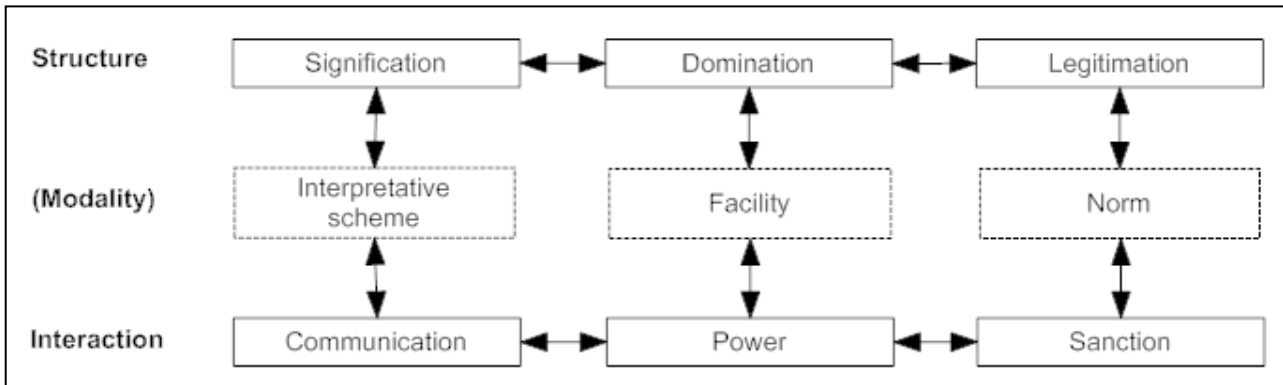 Structure
Signification
Domination
Legitimation
(Modality)
Interpretative
scheme
Facility
Norm
Interaction
Communication
Power
Sanction